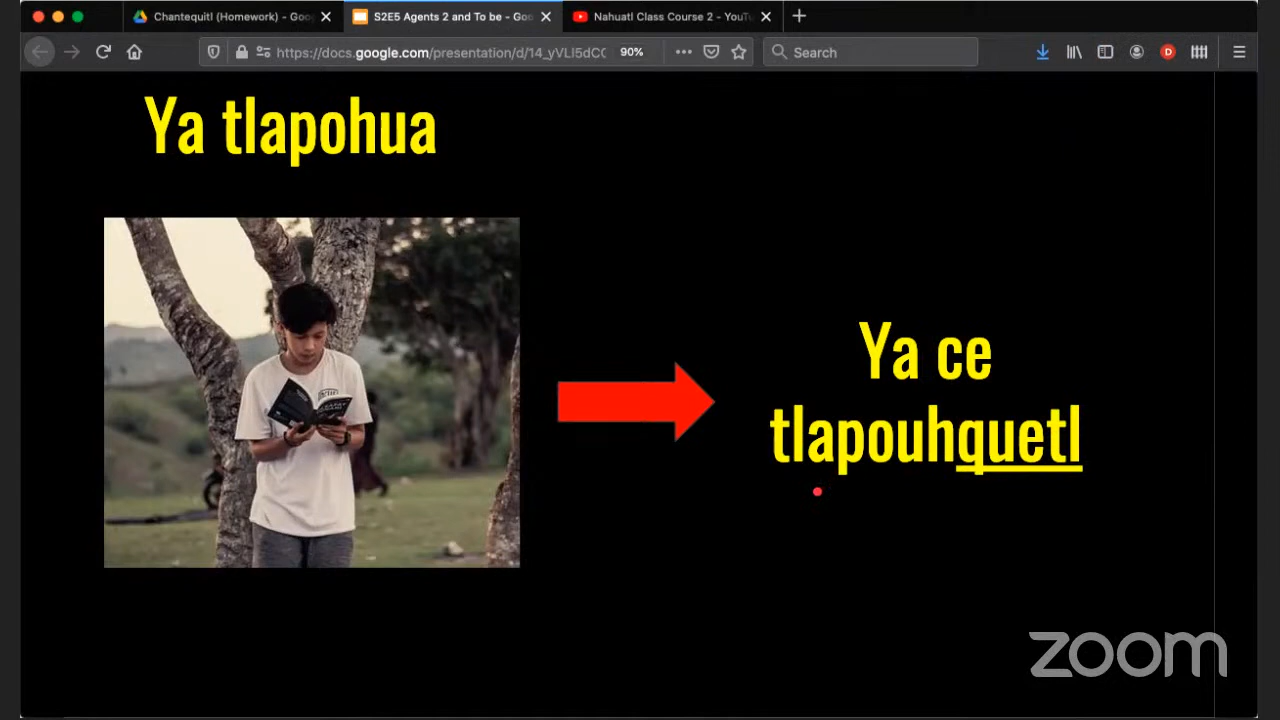 Chantequitl (Homework) - Goo
S2E5 Agents 2 and To be - Goo
Nahuatl Class Course 2 - YouTu
https://docs.google.com/presentation/d/14_yVLI5dC
90%
Search
D
Ya tlapohua
Ya ce
tlapouhquetl
zoom